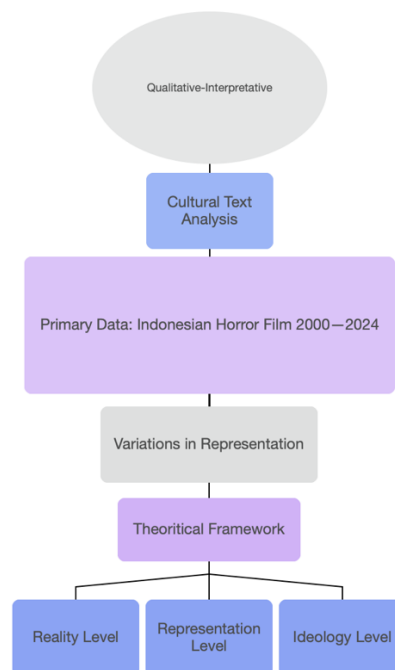 Qualitative-Interpretative
Cultural Text
Analysis
Primary Data: Indonesian Horror Film 2000—2024
Variations in Representation
Theoritical Framework
Reality Level
Representation
Level
Ideology Level